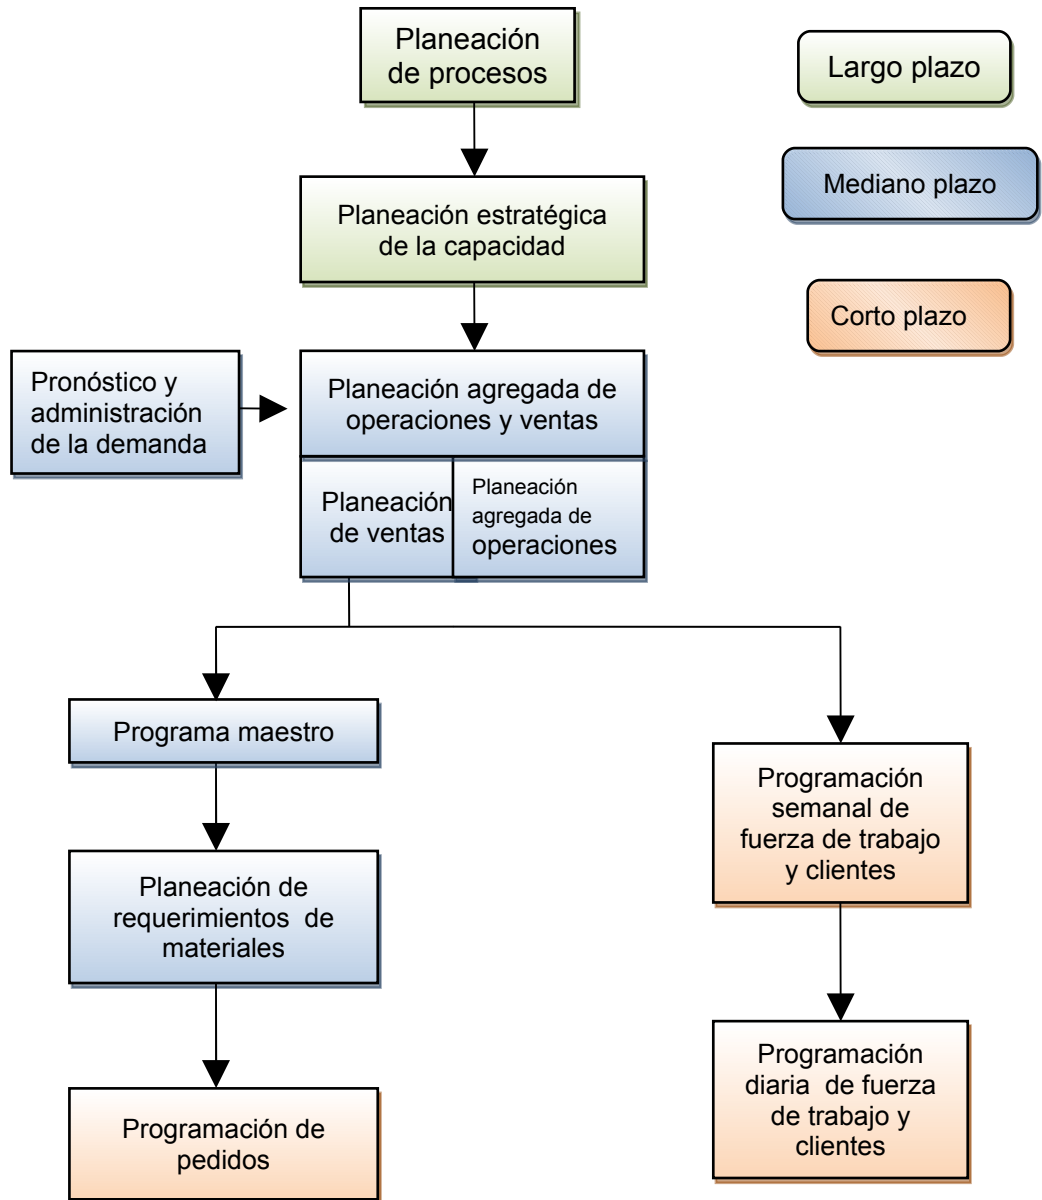 Planeación
de procesos
Largo plazo
Mediano plazo
Planeación estratégica
de la capacidad
Corto plazo
Pronóstico y
administración
de la demanda
Planeación agregada de
operaciones y ventas
Planeación
de ventas
Planeación
agregada de
operaciones
Programa maestro
Programación
semanal de
fuerza de trabajo
y clientes
Planeación de
requerimientos de
materiales
Programación
diaria de fuerza
de trabajo y
clientes
Programación de
pedidos